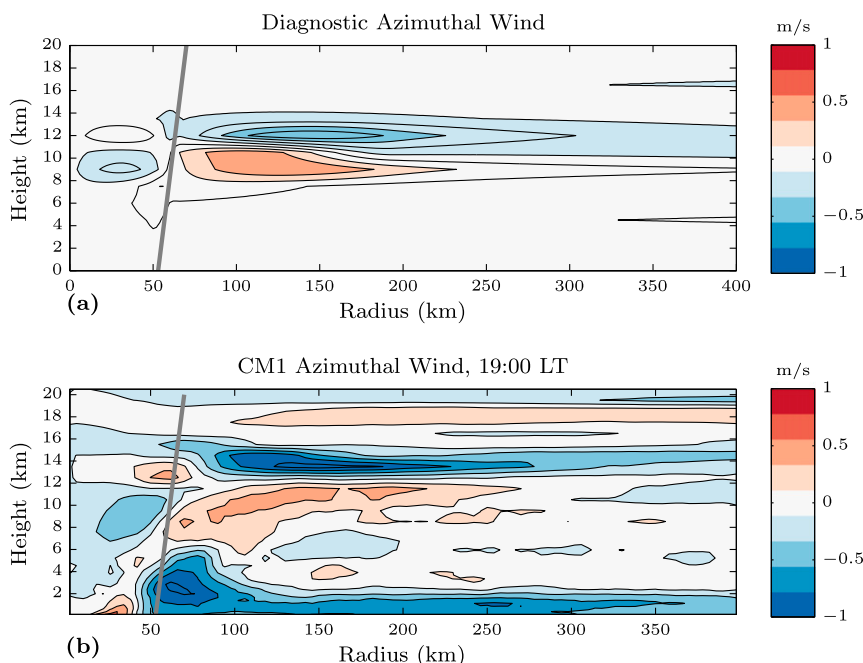 Diagnostic Azimuthal Wind
m/s
20
18
16
14
12
10
8
6
4
2
0
0 50 100 150 200 250 300 350 400
Height (km)
Radius (km)
(a)
1
0.5
0
−0.5
−1
CM1 Azimuthal Wind, 19:00 LT
m/s
20
18
16
14
12
10
8
6
4
2
50 100 150 200 250 300 350
Height (km)
Radius (km)
(b)
1
0.5
0
−0.5
−1